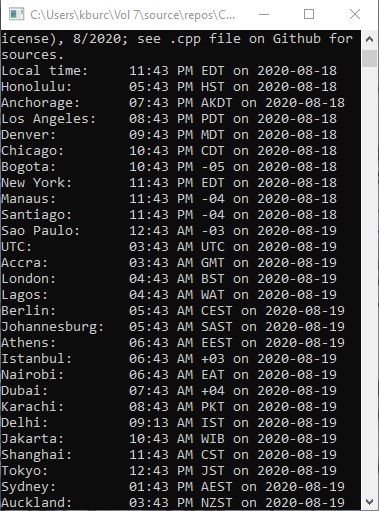 C:\Users\kburc\Vol 7\source\repos\C...
icense), 8/2020; see .cpp file on Github for
sources.
Local time:     11:43 PM EDT on 2020-08-18
Honolulu:       05:43 PM HST on 2020-08-18
Anchorage:      07:43 PM AKDT on 2020-08-18
Los Angeles:    08:43 PM PDT on 2020-08-18
Denver:         09:43 PM MDT on 2020-08-18
Chicago:        10:43 PM CDT on 2020-08-18
Bogota:         10:43 PM -05 on 2020-08-18
New York:       11:43 PM EDT on 2020-08-18
Manaus:         11:43 PM -04 on 2020-08-18
Santiago:       11:43 PM -04 on 2020-08-18
Sao Paulo:      12:43 AM -03 on 2020-08-19
UTC:            03:43 AM UTC on 2020-08-19
Accra:          03:43 AM GMT on 2020-08-19
London:         04:43 AM BST on 2020-08-19
Lagos:          04:43 AM WAT on 2020-08-19
Berlin:         05:43 AM CEST on 2020-08-19
Johannesburg:   05:43 AM SAST on 2020-08-19
Athens:         06:43 AM EEST on 2020-08-19
Istanbul:       06:43 AM +03 on 2020-08-19
Nairobi:        06:43 AM EAT on 2020-08-19
Dubai:          07:43 AM +04 on 2020-08-19
Karachi:        08:43 AM PKT on 2020-08-19
Delhi:          09:13 AM IST on 2020-08-19
Jakarta:        10:43 AM WIB on 2020-08-19
Shanghai:       11:43 AM CST on 2020-08-19
Tokyo:          12:43 PM JST on 2020-08-19
Sydney:         01:43 PM AEST on 2020-08-19
Auckland:       03:43 PM NZST on 2020-08-19